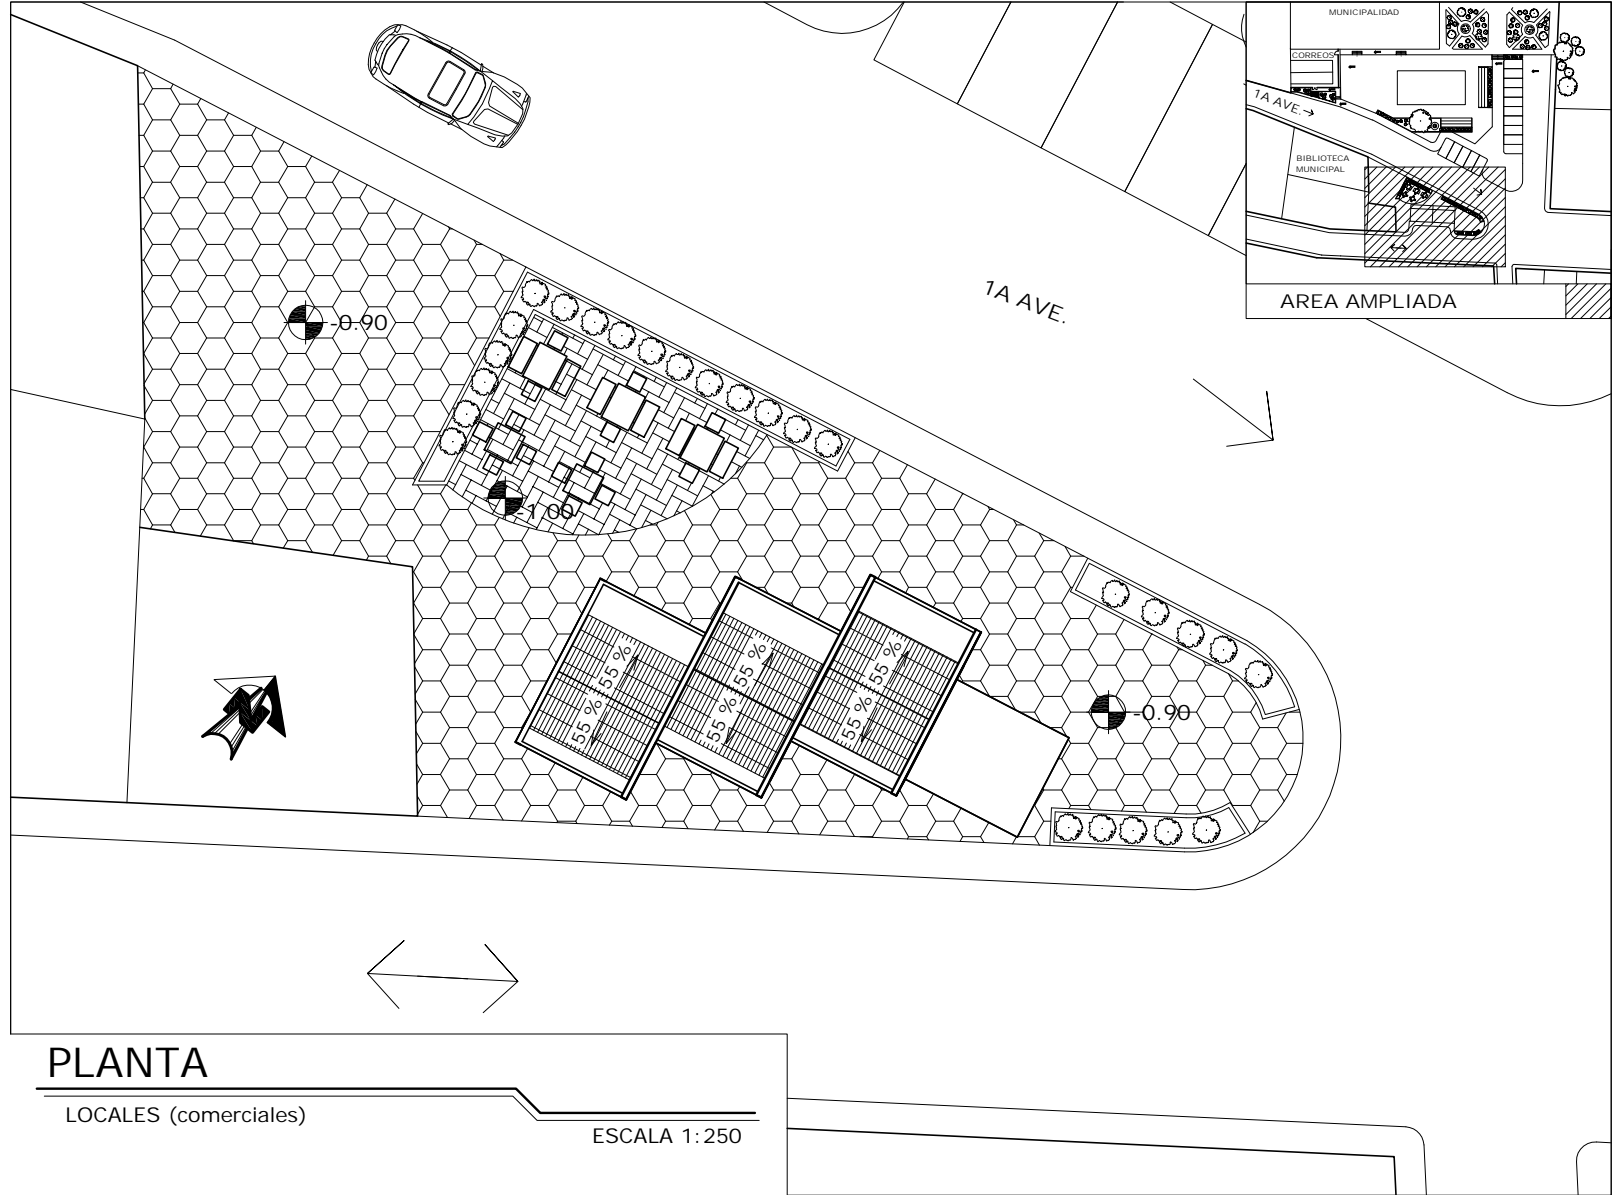 MUNICIPALIDAD
CORREOS
1A AVE.
BIBLIOTECA
MUNICIPAL
AREA AMPLIADA
1A AVE.
-0.90
-1.00
55 %
55 %
55 %
55 %
55 %
55 %
-0.90
PLANTA
LOCALES (comerciales)
ESCALA 1:250